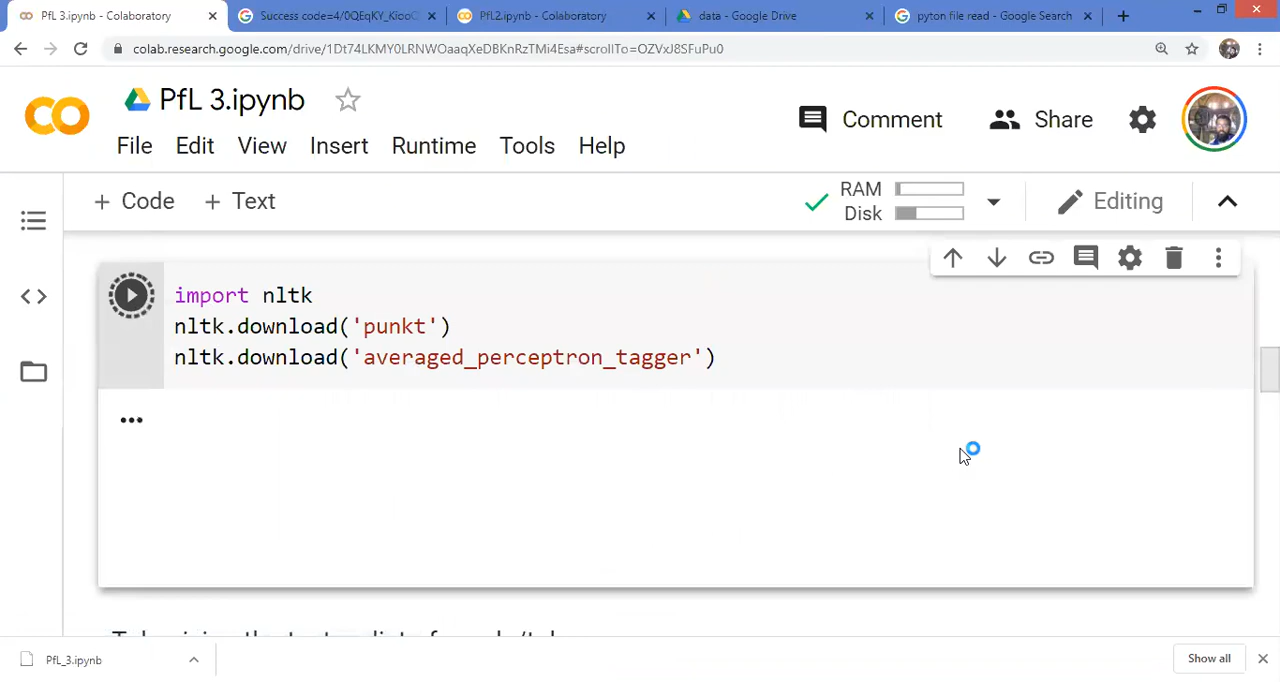 PfL 3.ipynb - Colaboratory
Success code=4/0QEqKY_KiooC
PfL2.ipynb - Colaboratory
data - Google Drive
pyton file read - Google Search
colab.research.google.com/drive/1Dt74LKMY0LRNWOaaqXeDBKnRzTMi4Esa#scrollTo=OZVxJ8SFuPu0
PfL 3.ipynb
Comment
Share
File Edit View Insert Runtime Tools Help
+ Code + Text
RAM
Disk
Editing
import nltk
nltk.download('punkt')
nltk.download('averaged_perceptron_tagger')
PfL_3.ipynb
Show all